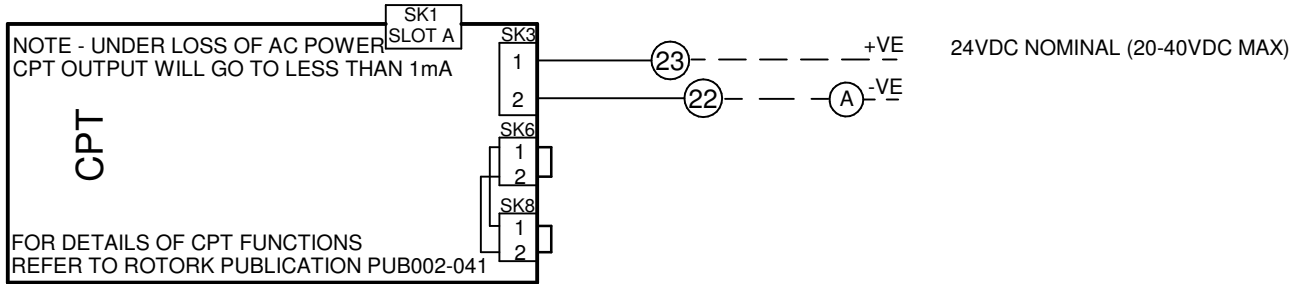 SK1
SLOT A
NOTE - UNDER LOSS OF AC POWER
CPT OUTPUT WILL GO TO LESS THAN 1mA
SK3
1
2
23
+VE
24VDC NOMINAL (20-40VDC MAX)
22
A
-VE
CPT
SK6
1
2
SK8
1
2
FOR DETAILS OF CPT FUNCTIONS
REFER TO ROTORK PUBLICATION PUB002-041